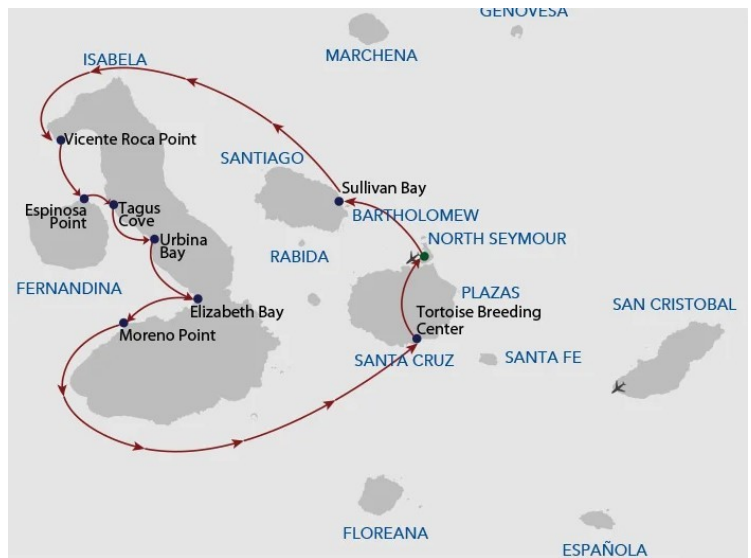 GENOVESA
MARCHENA
ISABELA
Vicente Roca Point
SANTIAGO
Sullivan Bay
Espinosa
Point
Tagus
Cove
BARTHOLOMEW
Urbina
Bay
NORTH SEYMOUR
RABIDA
FERNANDINA
PLAZAS
Elizabeth Bay
SAN CRISTOBAL
Tortoise Breeding
Center
Moreno Point
SANTA CRUZ
SANTA FE
FLOREANA
ESPAÑOLA